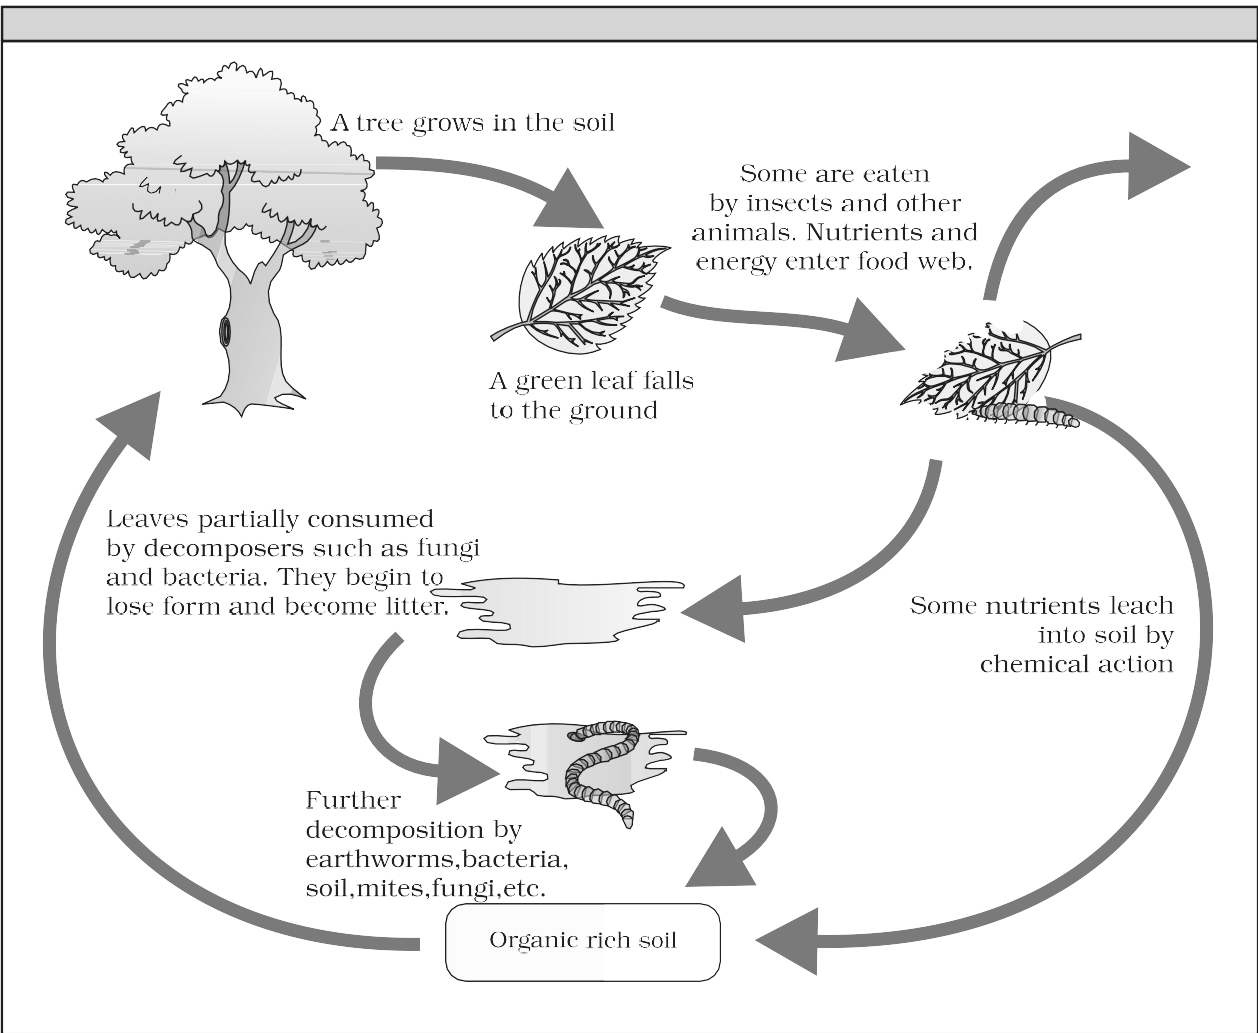 A tree grows in the soil
Some are eaten
by insects and other
animals. Nutrients and
energy enter food web.
A green leaf falls
to the ground
Leaves partially consumed
by decomposers such as fungi
and bacteria. They begin to
lose form and become litter.
Some nutrients leach
into soil by
chemical action
Further
decomposition by
earthworms,bacteria,
soil,mites,fungi,etc.
Organic rich soil